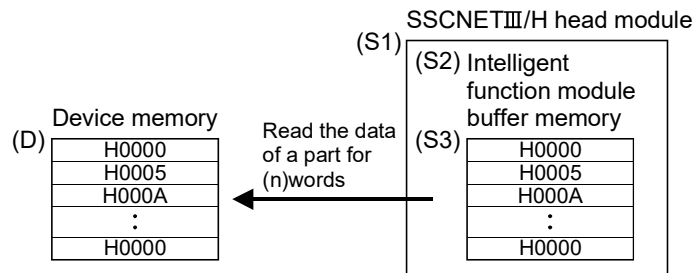 SSCNETⅢ/H head module
(S1)
(S2) Intelligent
function module
buffer memory
Device memory
(D)
(S3)
Read the data
of a part for
(n)words
H0000
H0005
H000A
:
H0000
H0000
H0005
H000A
:
H0000